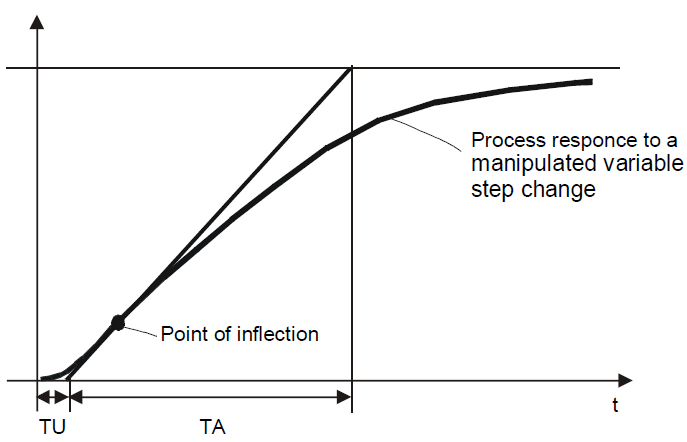 Process responce to a
manipulated variable
step change
Point of inflection
t
TU
TA